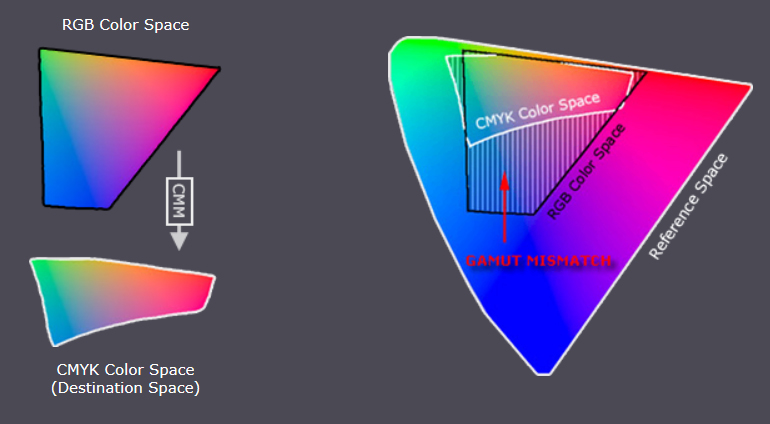 RGB Color Space
CMM
CMYK Color Space
(Destination Space)
CMYK Color Space
RGB Color Space
Reference Space
GAMUT MISMATCH